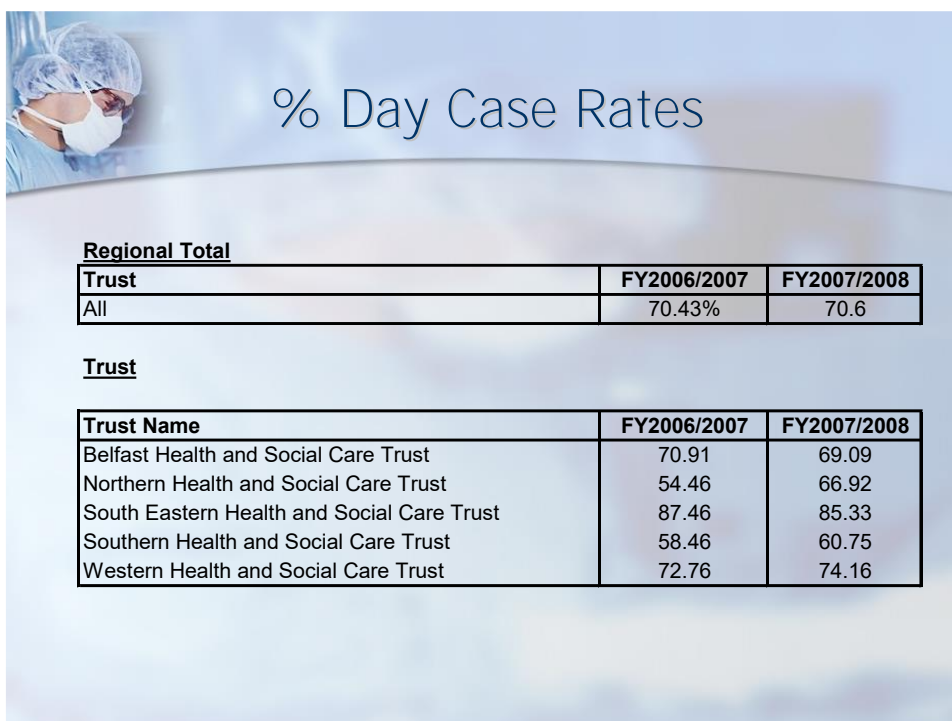 % Day Case Rates
Regional Total
Trust FY2006/2007 FY2007/2008
All 70.43% 70.6
Trust
Trust Name FY2006/2007 FY2007/2008
Belfast Health and Social Care Trust 70.91 69.09
Northern Health and Social Care Trust 54.46 66.92
South Eastern Health and Social Care Trust 87.46 85.33
Southern Health and Social Care Trust 58.46 60.75
Western Health and Social Care Trust 72.76 74.16